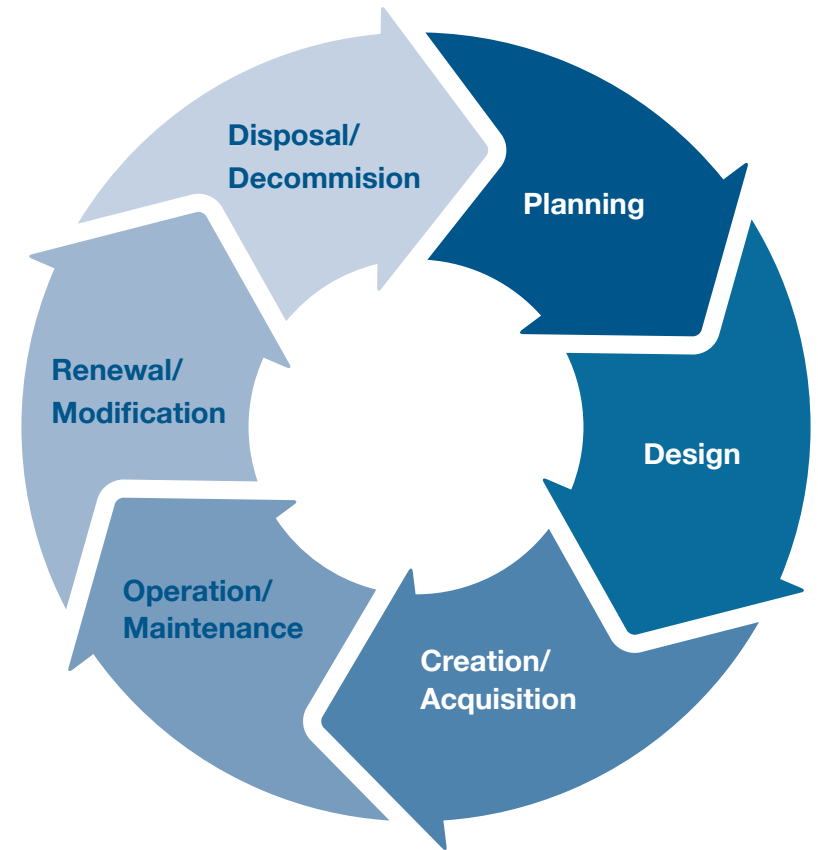 Disposal/
Decommision
Planning
Renewal/
Modification
Design
Operation/
Maintenance
Creation/
Acquisition